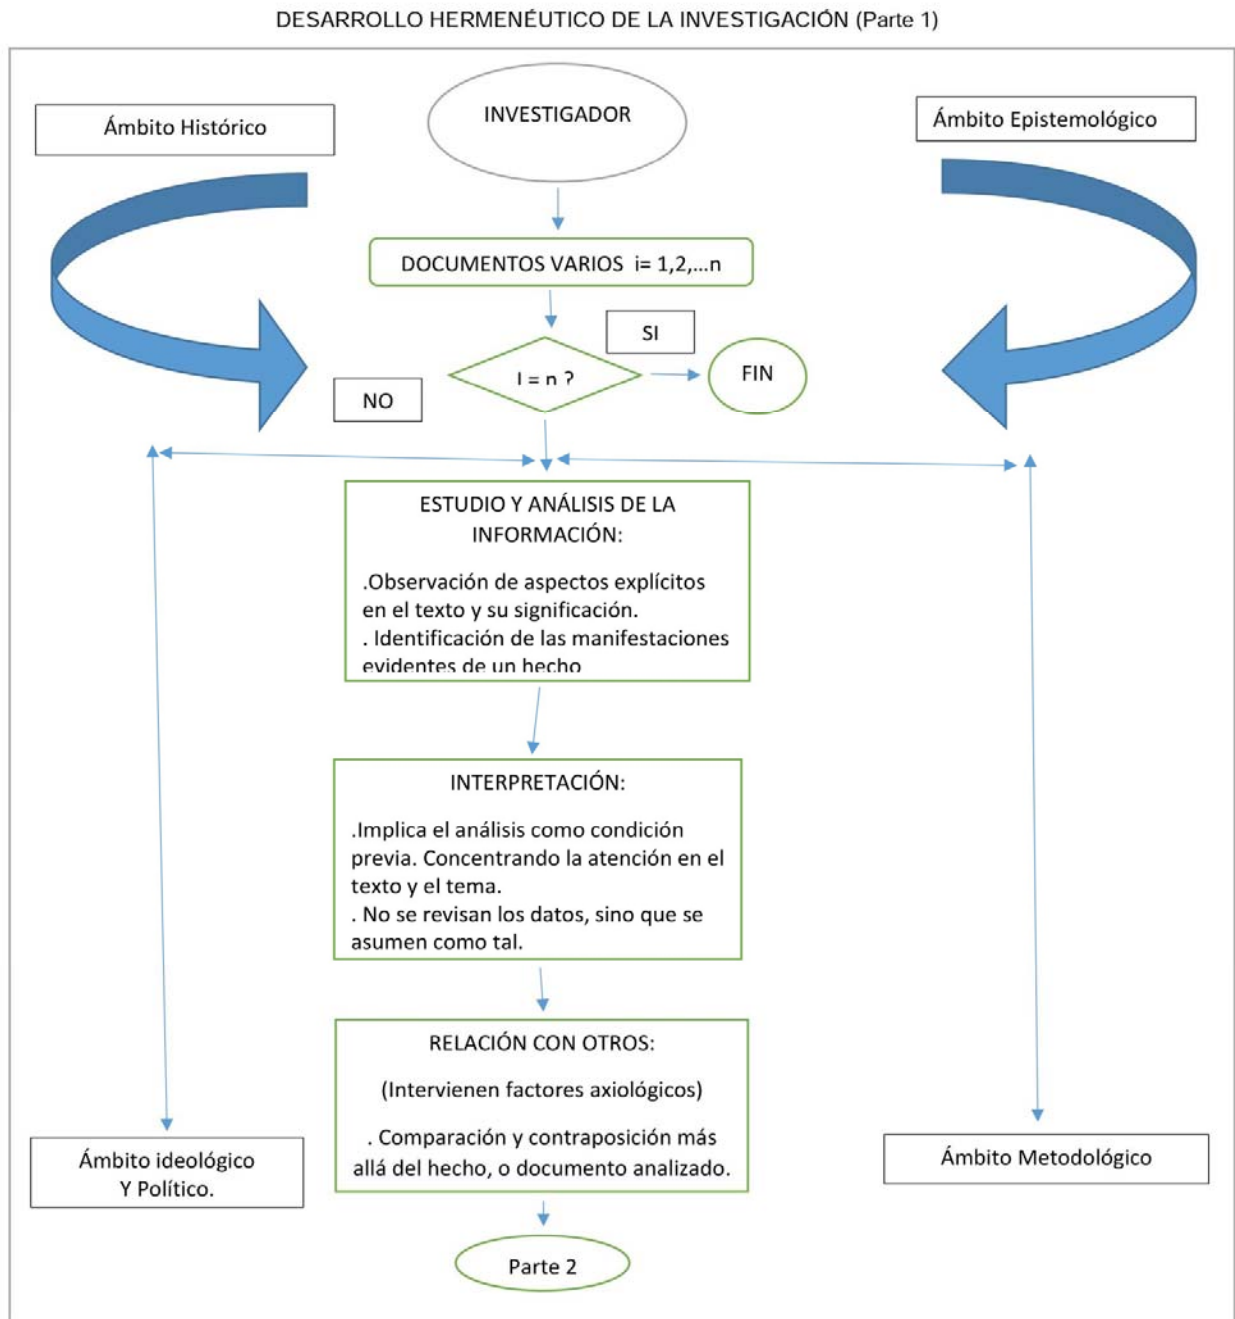 DESARROLLO HERMENÉUTICO DE LA INVESTIGACIÓN (Parte 1)
INVESTIGADOR
Ámbito Histórico
Ámbito Epistemológico
DOCUMENTOS VARIOS i= 1,2,...n
SI
I = n ?
FIN
NO
ESTUDIO Y ANÁLISIS DE LA
INFORMACIÓN:
.Observación de aspectos explícitos
en el texto y su significación.
. Identificación de las manifestaciones
evidentes de un hecho
INTERPRETACIÓN:
.Implica el análisis como condición
previa. Concentrando la atención en el
texto y el tema.
. No se revisan los datos, sino que se
asumen como tal.
RELACIÓN CON OTROS:
(Intervienen factores axiológicos)
. Comparación y contraposición más
allá del hecho, o documento analizado.
Ámbito ideológico
Y Político.
Ámbito Metodológico
Parte 2